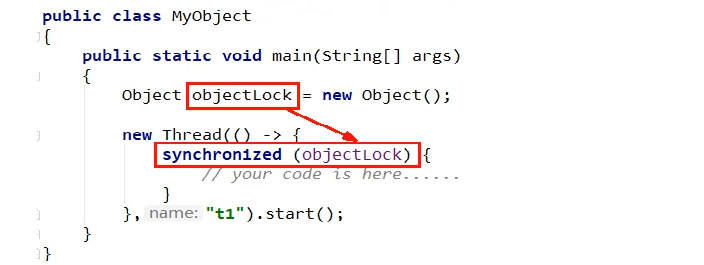 public class MyObject
{
public static void main(String[] args)
{
Object objectLock = new Object();
new Thread(() -> {
synchronized (objectLock) {
// your code is here......
}
}, name: "t1").start();
}
}